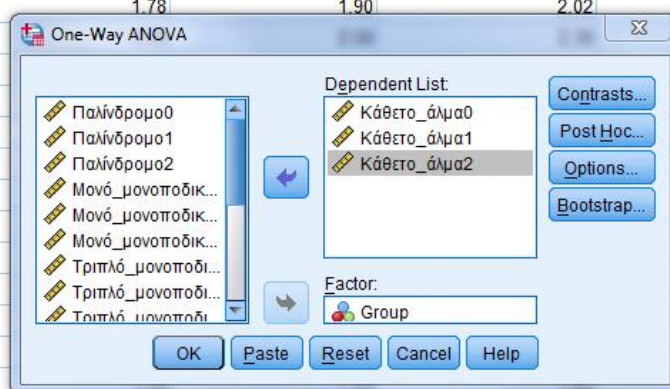 1.78 1.90 2.02
One-Way ANOVA
Dependent List:
Παλίνδρομο0
Παλίνδρομο1
Παλίνδρομο2
Μονό_μονοποδικ...
Μονό_μονοποδικ...
Μονό_μονοποδικ...
Τριπλό_μονοποδι...
Τριπλό_μονοποδι...
Τριπλό_μονοποδι
Κάθετο_άλμα0
Κάθετο_άλμα1
Κάθετο_άλμα2
Contrasts...
Post Hoc...
Options...
Bootstrap...
Factor:
Group
OK Paste Reset Cancel Help